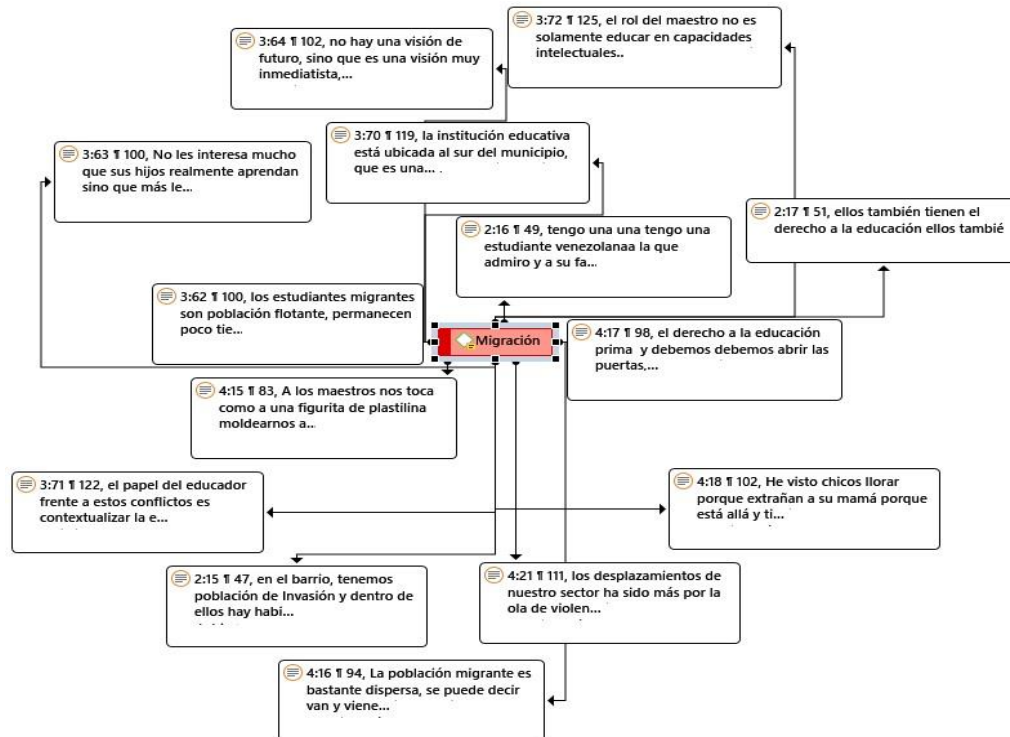 3:72 ¶ 125, el rol del maestro no es
solamente educar en capacidades
intelectuales..
3:64 ¶ 102, no hay una visión de
futuro, sino que es una visión muy
inmediatista,...
3:70 ¶ 119, la institución educativa
está ubicada al sur del municipio,
que es una...
3:63 ¶ 100, No les interesa mucho
que sus hijos realmente aprendan
sino que más le...
2:17 ¶ 51, ellos también tienen el
derecho a la educación ellos tambié
2:16 ¶ 49, tengo una una tengo una
estudiante venezolanaa la que
admiro y a su fa...
3:62 ¶ 100, los estudiantes migrantes
son población flotante, permanecen
poco tie...
Migración
4:17 ¶ 98, el derecho a la educación
prima y debemos debemos abrir las
puertas,...
4:15 ¶ 83, A los maestros nos toca
como a una figurita de plastilina
moldearnos a...
3:71 ¶ 122, el papel del educador
frente a estos conflictos es
contextualizar la e...
4:18 ¶ 102, He visto chicos llorar
porque extrañan a su mamá porque
está allá y ti...
2:15 ¶ 47, en el barrio, tenemos
población de Invasión y dentro de
ellos hay habi...
4:21 ¶ 111, los desplazamientos de
nuestro sector ha sido más por la
ola de violen...
4:16 ¶ 94, La población migrante es
bastante dispersa, se puede decir
van y viene...